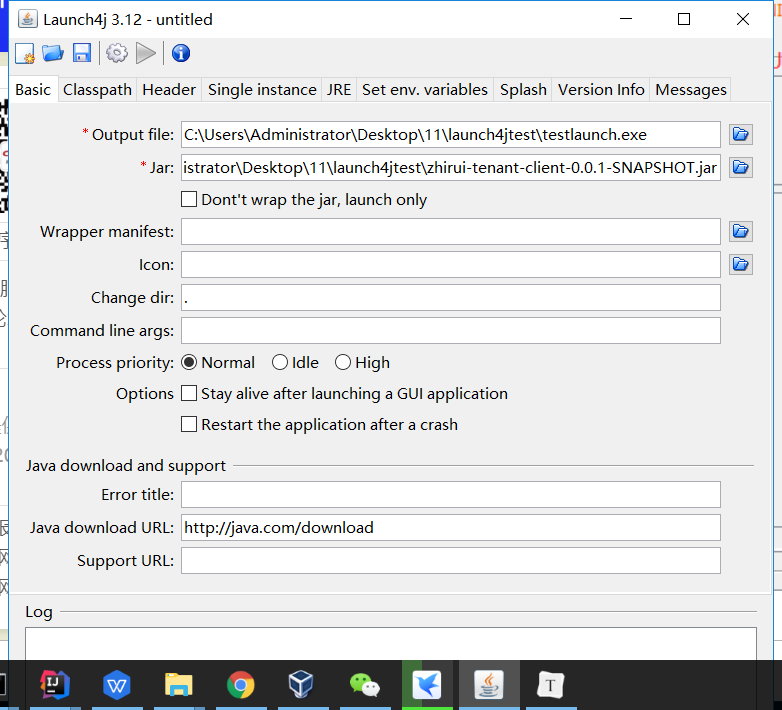 Launch4j 3.12 - untitled
Basic Classpath Header Single instance JRE Set env. variables Splash Version Info Messages
* Output file: C:\Users\Administrator\Desktop\11\launch4jtest\testlaunch.exe
* Jar: istrator\Desktop\11\launch4jtest\zhirui-tenant-client-0.0.1-SNAPSHOT.jar
Dont't wrap the jar, launch only
Wrapper manifest:
Icon:
Change dir: .
Command line args:
Process priority: Normal Idle High
Options Stay alive after launching a GUI application
Restart the application after a crash
Java download and support
Error title:
Java download URL: http://java.com/download
Support URL:
Log
W T